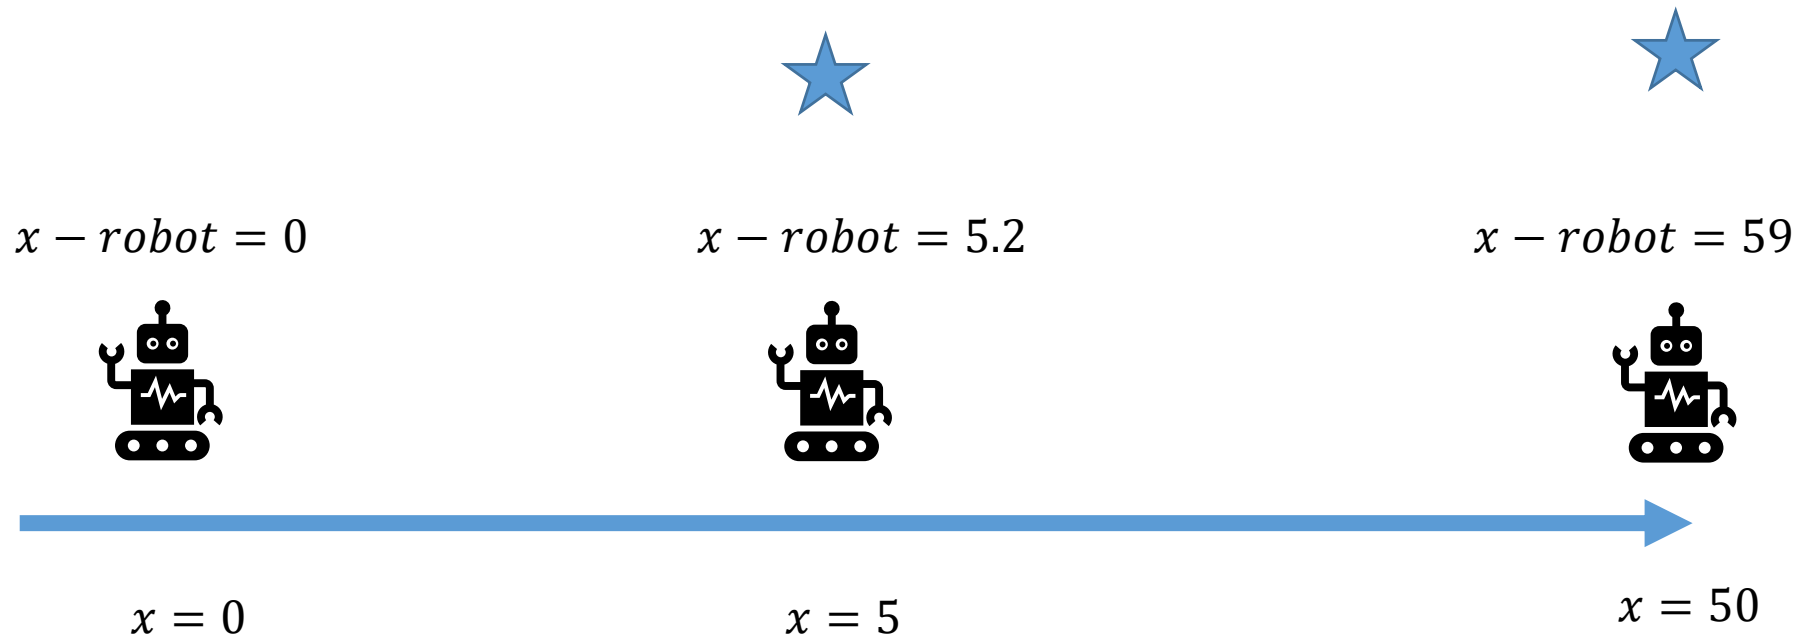 x − robot = 0
x − robot = 5.2
x − robot = 59
x = 0
x = 5
x = 50